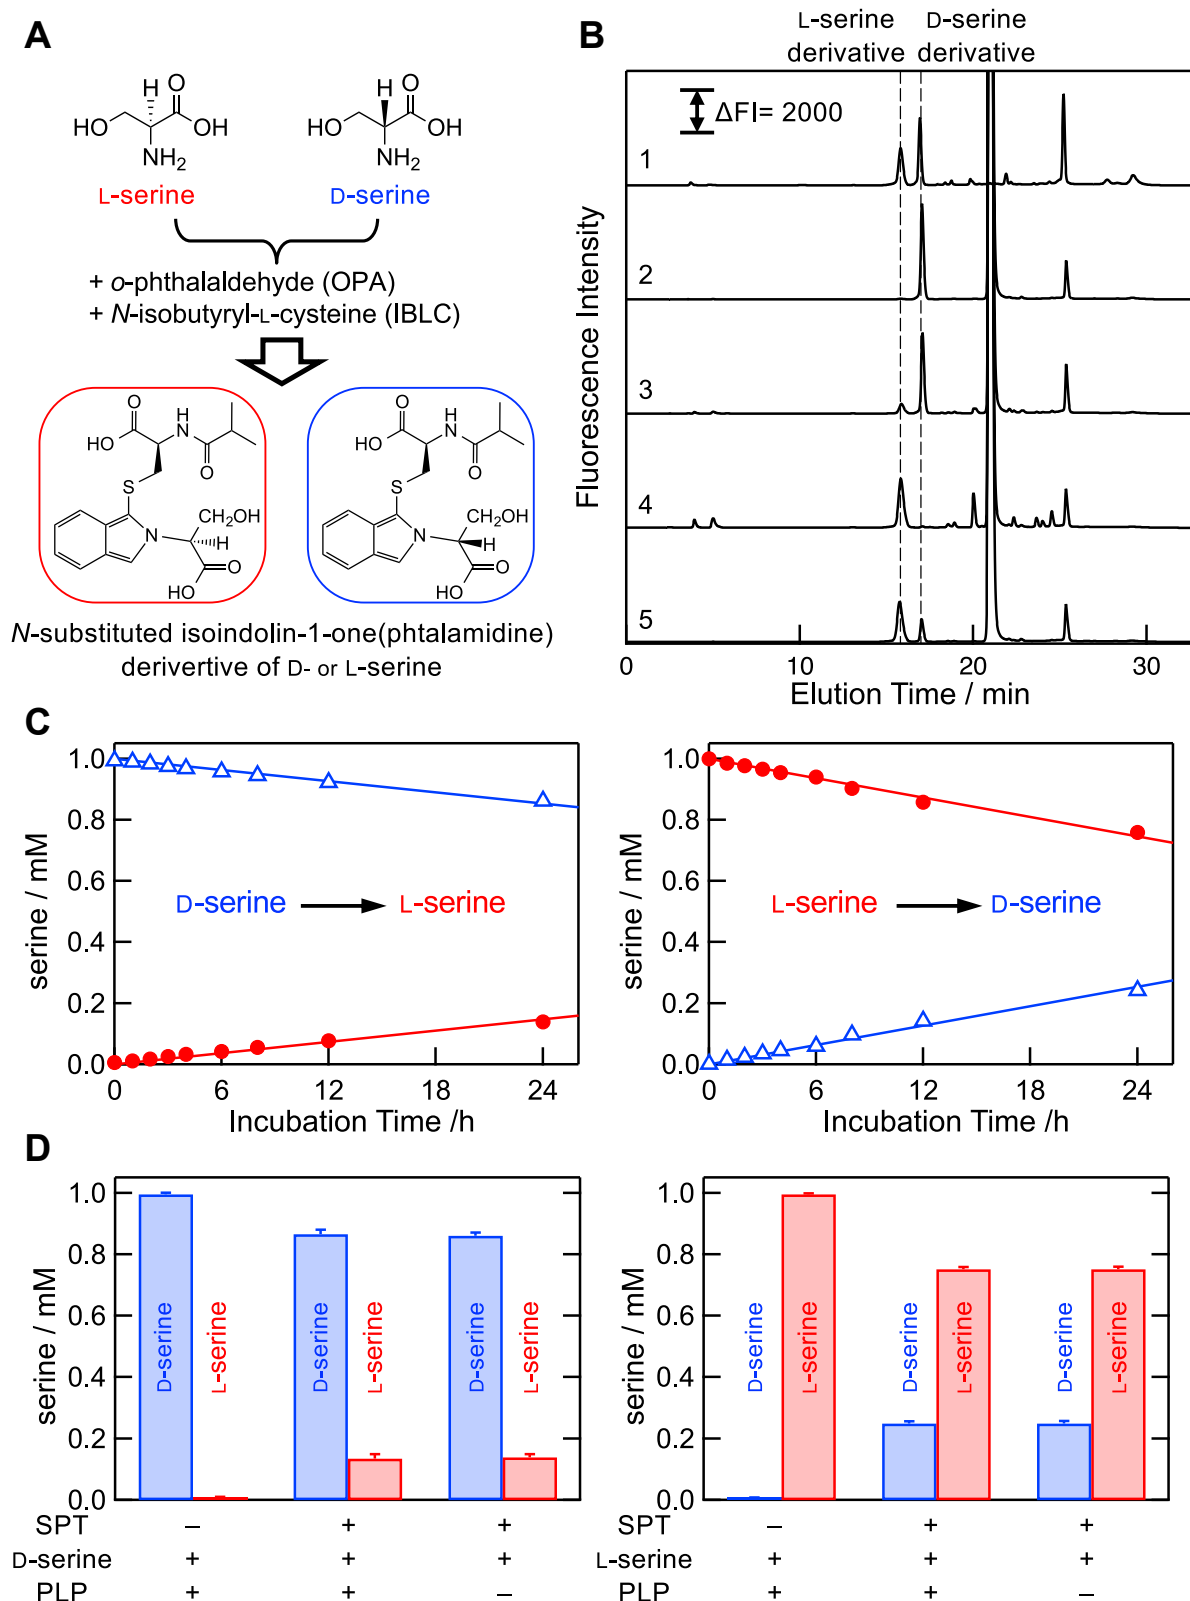 A
H
O
HO
OH
NH2
L-serine
H
O
HO
OH
NH2
D-serine
+ o-phthalaldehyde (OPA)
+ N-isobutyryl-L-cysteine (IBLC)
O
H
N
HO
O
S
CH2OH
N
H
O
HO
O
H
N
HO
O
S
CH2OH
N
H
O
HO
N-substituted isoindolin-1-one(phtalamidine)
derivertive of D- or L-serine
B
L-serine derivative
D-serine derivative
ΔFI= 2000
1
2
3
4
5
Fluorescence Intensity
0 10 20 30
Elution Time / min
C
1.0
0.8
0.6
0.4
0.2
0.0
serine / mM
D-serine → L-serine
0 6 12 18 24
Incubation Time /h
1.0
0.8
0.6
0.4
0.2
0.0
serine / mM
L-serine → D-serine
0 6 12 18 24
Incubation Time /h
D
1.0
0.8
0.6
0.4
0.2
0.0
serine / mM
D-serine
L-serine
D-serine
L-serine
D-serine
L-serine
SPT – + +
D-serine + + +
PLP + + –
1.0
0.8
0.6
0.4
0.2
0.0
serine / mM
D-serine
L-serine
D-serine
L-serine
D-serine
L-serine
SPT – + +
L-serine + + +
PLP + + –